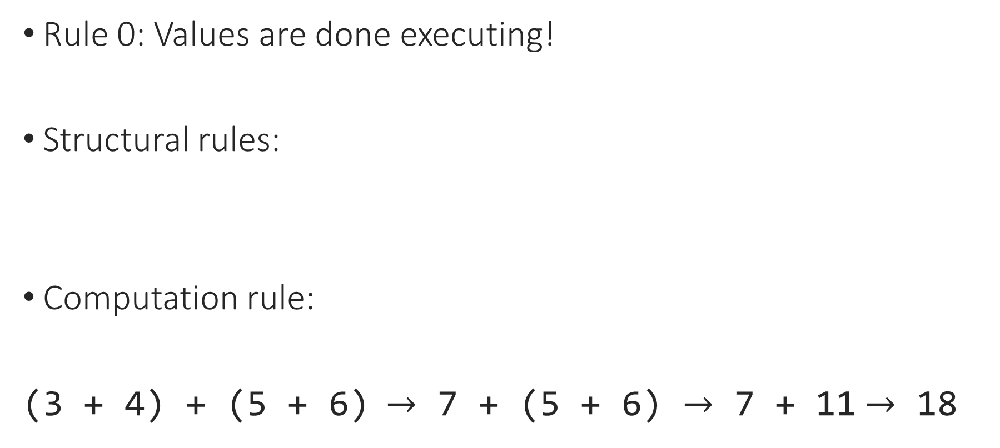 • Rule 0: Values are done executing!
• Structural rules:
• Computation rule:
(3 + 4) + (5 + 6) → 7 + (5 + 6) → 7 + 11 → 18